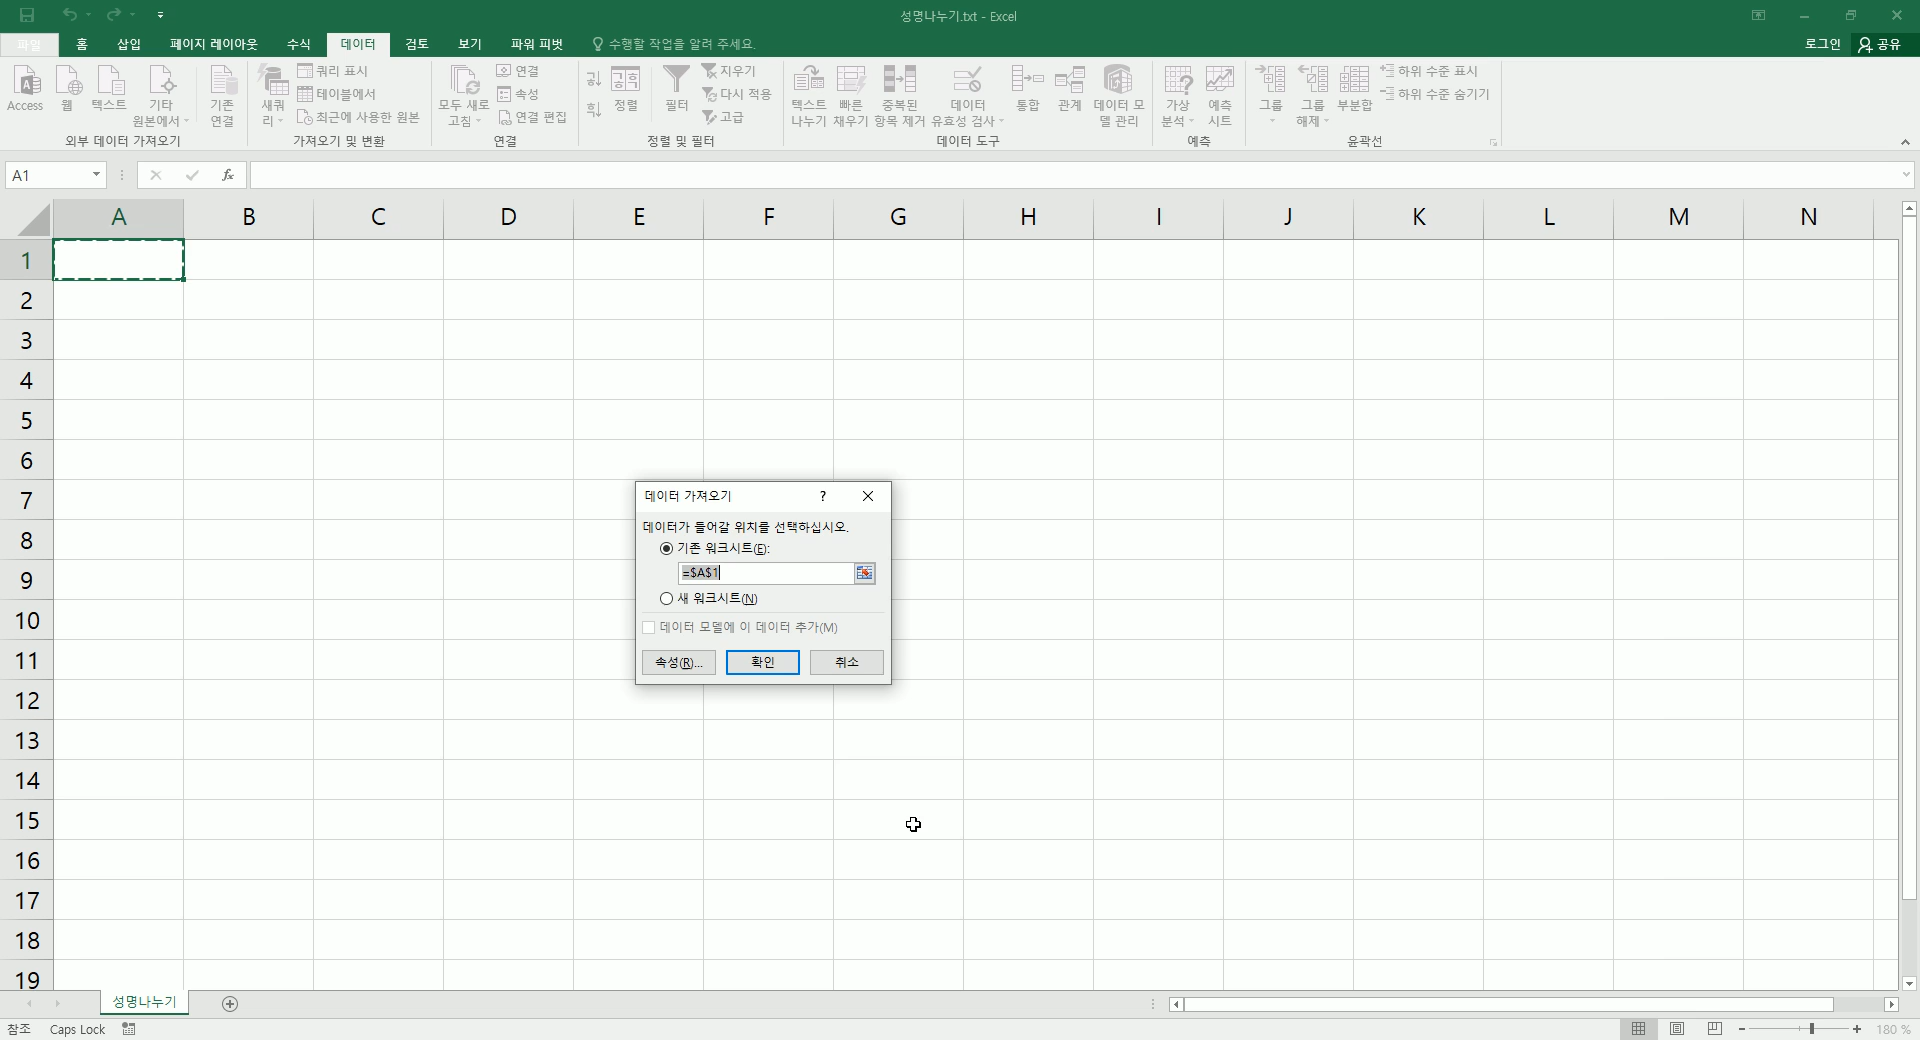 성명나누기.txt - Excel
파일 홈 삽입 페이지 레이아웃 수식 데이터 검토 보기 파워 피벗 수행할 작업을 알려 주세요. 로그인 공유
Access 웹 텍스트 기타 원본에서 기존 연결 새쿼리 쿼리 표시 테이블에서 최근에 사용한 원본 모두 새로 고침 연결 속성 연결 편집 정렬 필터 지우기 다시 적용 고급 텍스트 나누기 빠른 채우기 중복된 항목 제거 데이터 유효성 검사 통합 관계 데이터 모델 관리 가상 분석 예측 시트 그룹 그룹 해제 부분합 하위 수준 표시 하위 수준 숨기기
외부 데이터 가져오기 가져오기 및 변환 연결 정렬 및 필터 데이터 도구 예측 윤곽선
A1 fx
A B C D E F G H I J K L M N
1
2
3
4
5
6
7
8
9
10
11
12
13
14
15
16
17
18
19
데이터 가져오기 ?
데이터가 들어갈 위치를 선택하십시오.
기존 워크시트(E):
=$A$1
새 워크시트(N)
데이터 모델에 이 데이터 추가(M)
속성(R)... 확인 취소
성명나누기
참조 Caps Lock 180 %